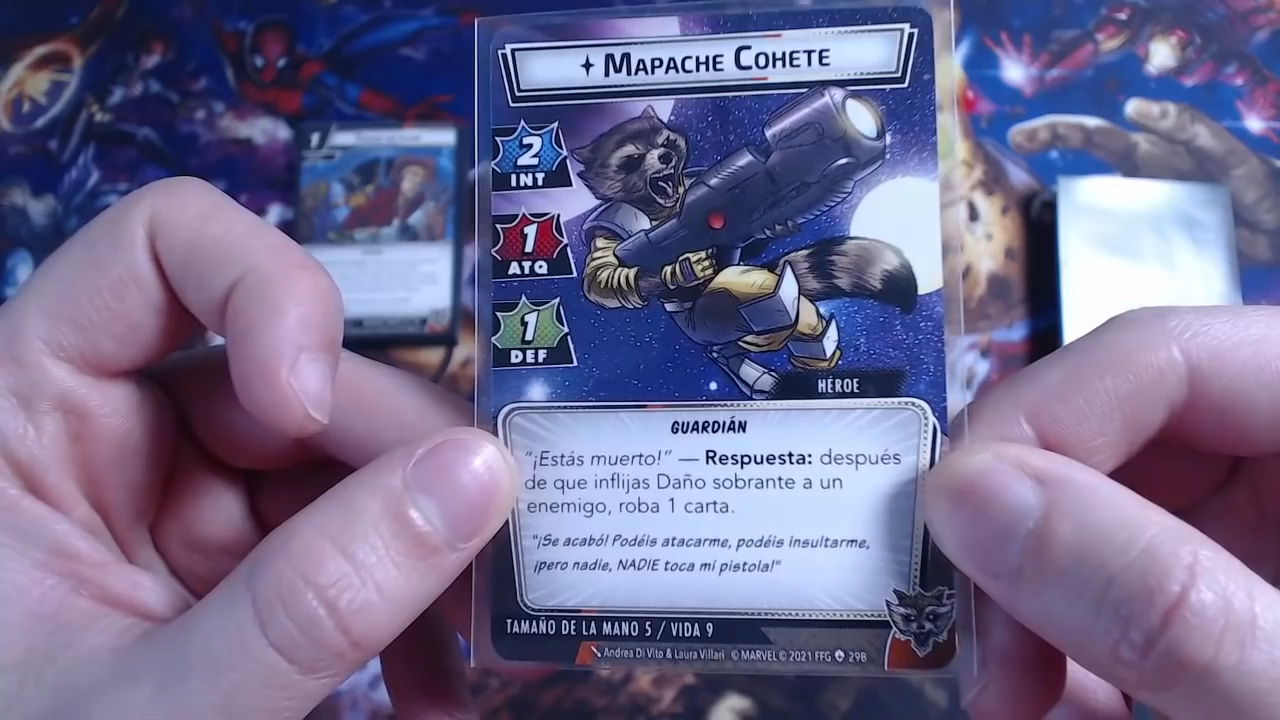 Mapache Cohete
2
INT
1
ATQ
1
DEF
HÉROE
GUARDIÁN
"¡Estás muerto!" — Respuesta: después
de que inflijas Daño sobrante a un
enemigo, roba 1 carta.
"¡Se acabó! Podéis atacarme, podéis insultarme,
¡pero nadie, NADIE toca mi pistola!"
TAMAÑO DE LA MANO 5 / VIDA 9
Andrea Di Vito & Laura Villari © MARVEL © 2021 FFG 29B
1